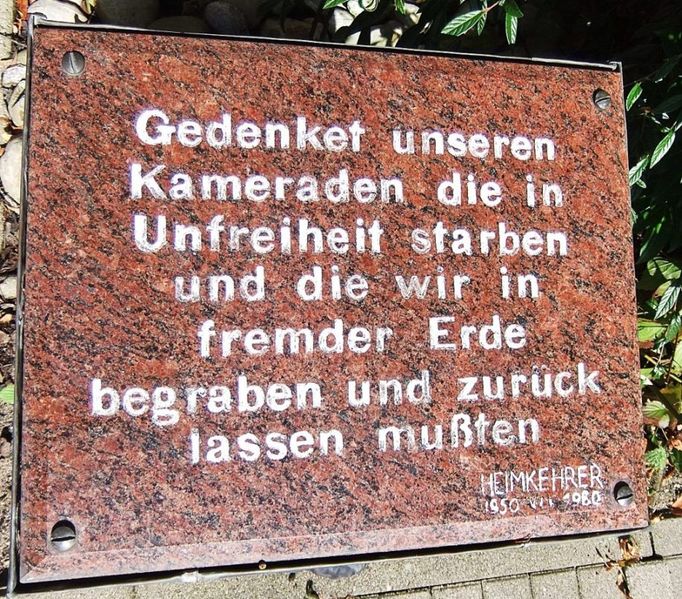 Gedenket unseren
Kameraden die in
Unfreiheit starben
und die wir in
fremder Erde
begraben und zurück
lassen mußten
HEIMKEHRER
1950 VII 1980